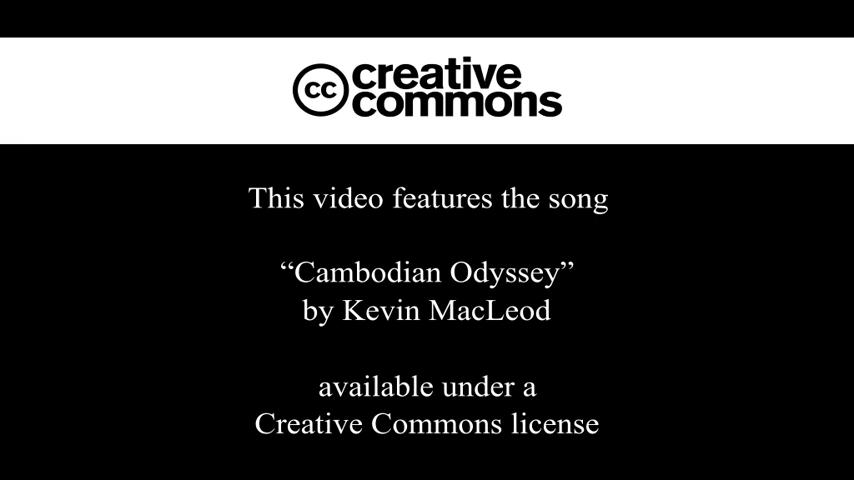 cc creative
commons
This video features the song
“Cambodian Odyssey”
by Kevin MacLeod
available under a
Creative Commons license